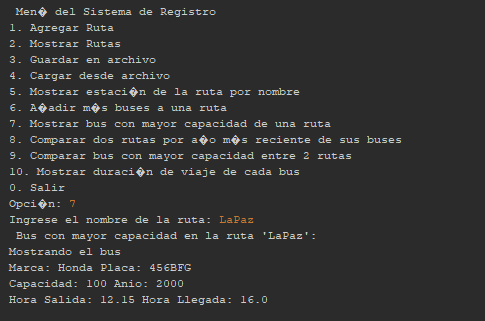 Men� del Sistema de Registro
1. Agregar Ruta
2. Mostrar Rutas
3. Guardar en archivo
4. Cargar desde archivo
5. Mostrar estaci�n de la ruta por nombre
6. A�adir m�s buses a una ruta
7. Mostrar bus con mayor capacidad de una ruta
8. Comparar dos rutas por a�o m�s reciente de sus buses
9. Comparar bus con mayor capacidad entre 2 rutas
10. Mostrar duraci�n de viaje de cada bus
0. Salir
Opci�n: 7
Ingrese el nombre de la ruta: LaPaz
Bus con mayor capacidad en la ruta 'LaPaz':
Mostrando el bus
Marca: Honda Placa: 456BFG
Capacidad: 100 Anio: 2000
Hora Salida: 12.15 Hora Llegada: 16.0